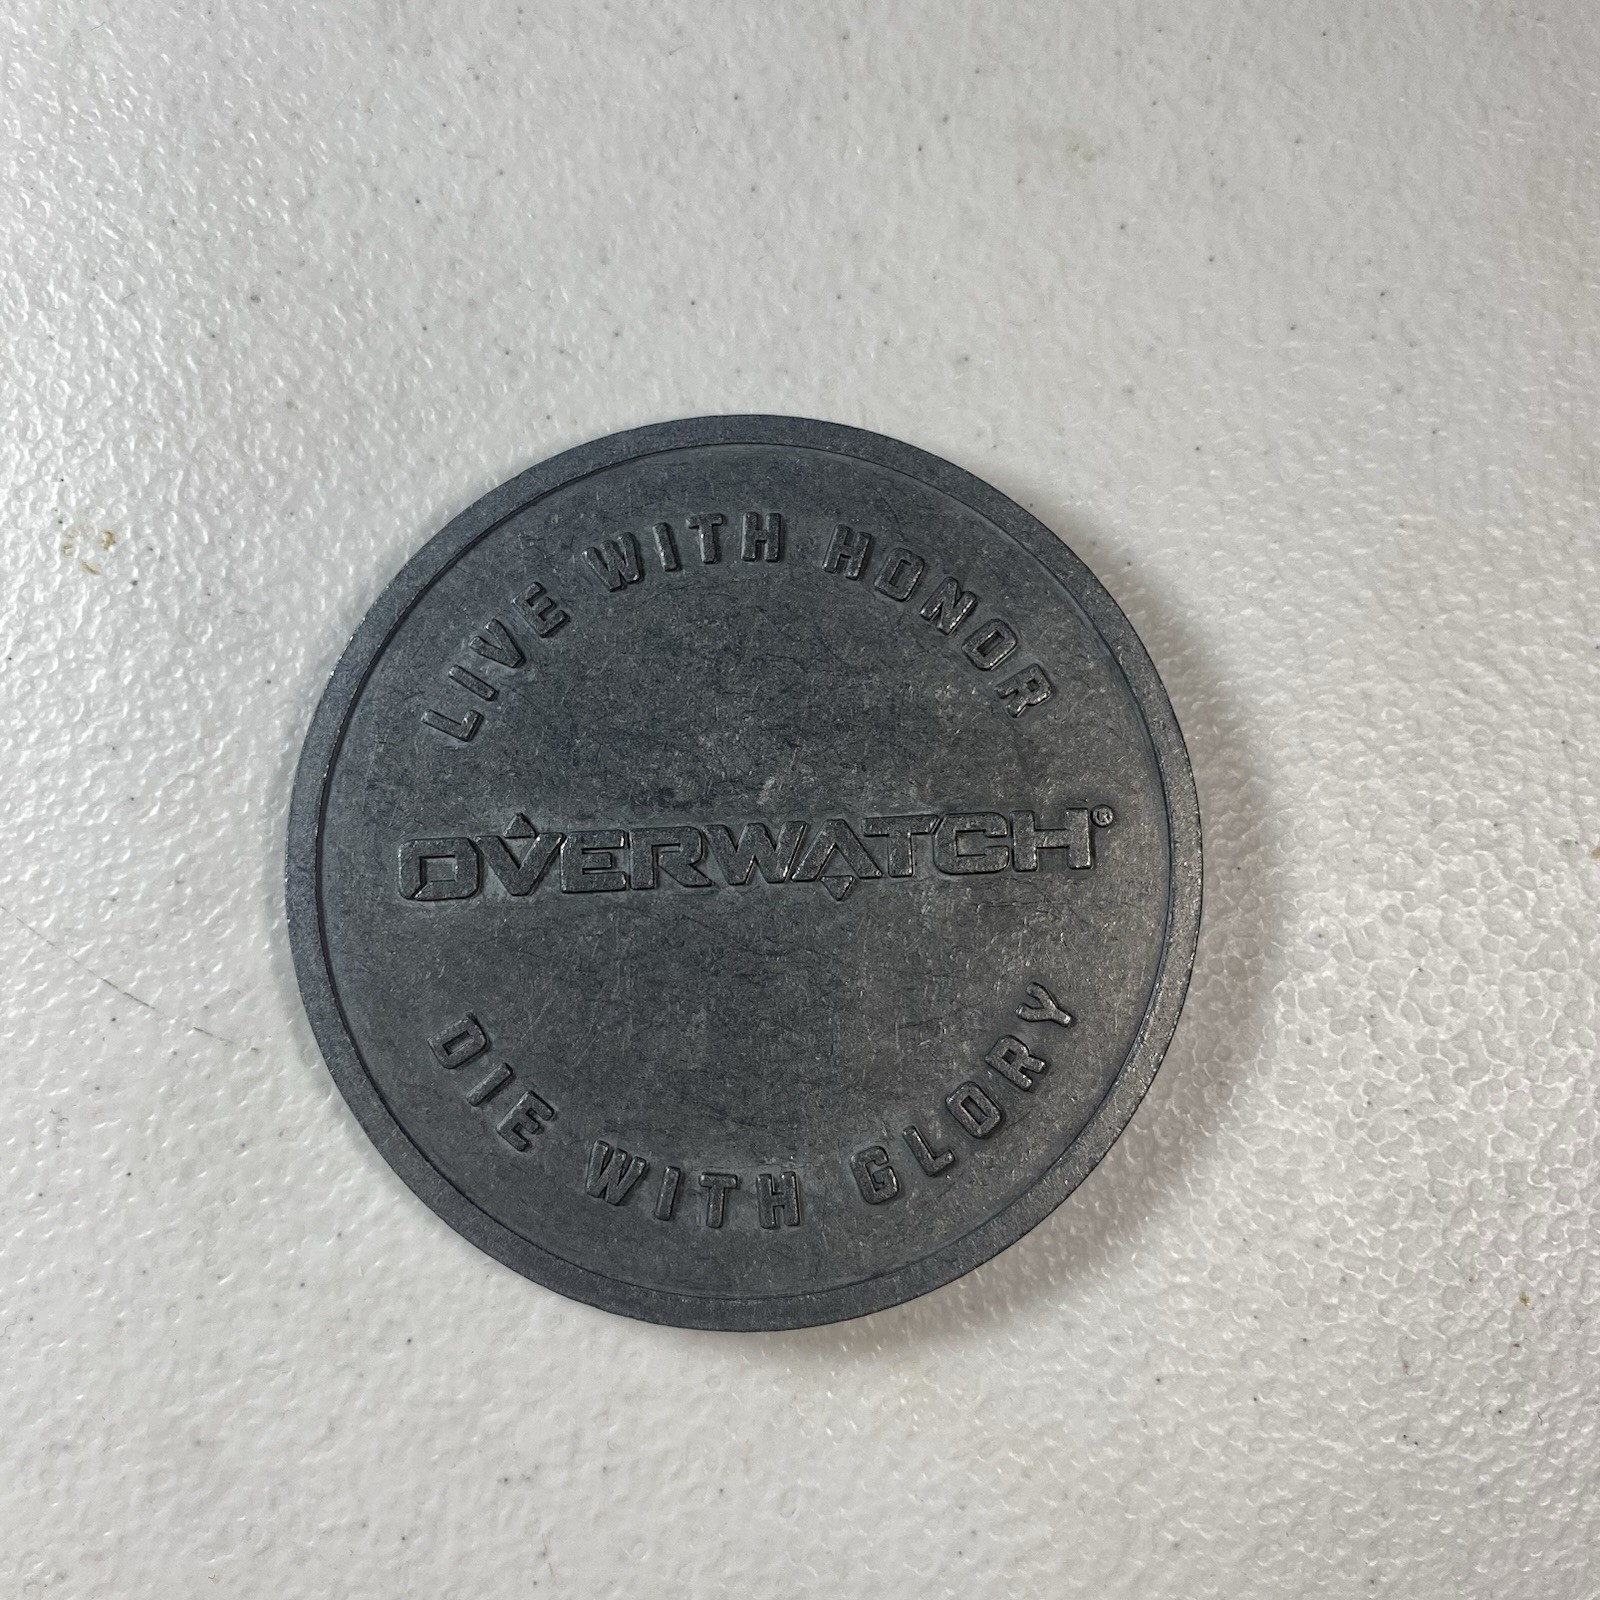 LIVE WITH HONOR
OVERWATCH®
DIE WITH GLORY